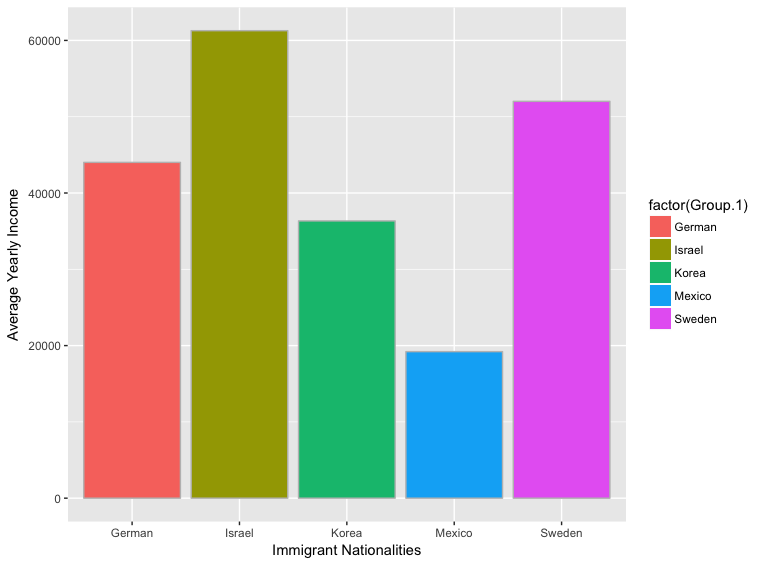 60000
40000
20000
0
Average Yearly Income
German Israel Korea Mexico Sweden
Immigrant Nationalities
factor(Group.1)
German
Israel
Korea
Mexico
Sweden